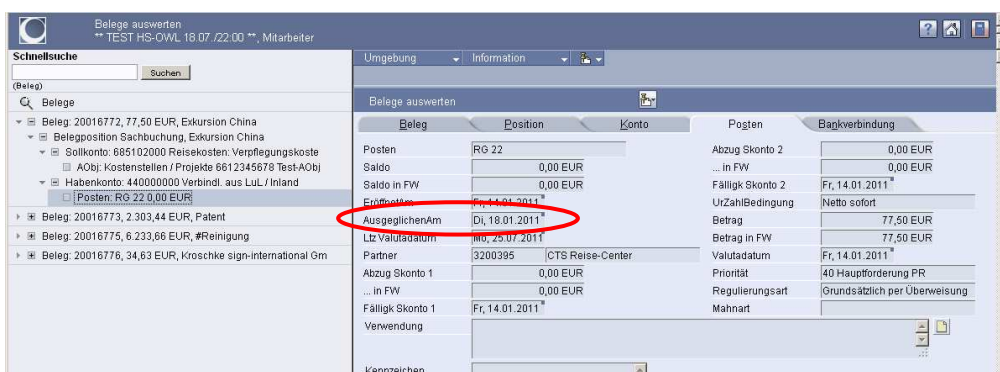 Belege auswerten
** TEST HS-OWL 18.07./22:00 **, Mitarbeiter
Schnellsuche
Suchen
(Beleg)
Belege
Beleg: 20016772, 77,50 EUR, Exkursion China
Belegposition Sachbuchung, Exkursion China
Sollkonto: 685102000 Reisekosten: Verpflegungskoste
AObj: Kostenstellen / Projekte 6612345678 Test-AObj
Habenkonto: 440000000 Verbindl. aus LuL / Inland
Posten: RG 22 0,00 EUR
Beleg: 20016773, 2.303,44 EUR, Patent
Beleg: 20016775, 6.233,66 EUR, #Reinigung
Beleg: 20016776, 34,63 EUR, Kroschke sign-international Gm
Umgebung Information
Belege auswerten
Beleg Position Konto Posten Bankverbindung
Posten RG 22 Abzug Skonto 2 0,00 EUR
Saldo 0,00 EUR ... in FW 0,00 EUR
Saldo in FW 0,00 EUR Fälligk Skonto 2 Fr, 14.01.2011
EröffnetAm Fr, 14.01.2011 UrZahlBedingung Netto sofort
AusgeglichenAm Di, 18.01.2011 Betrag 77,50 EUR
Ltz Valutadatum Mo, 25.07.2011 Betrag in FW 77,50 EUR
Partner 3200395 CTS Reise-Center Valutadatum Fr, 14.01.2011
Abzug Skonto 1 0,00 EUR Priorität 40 Hauptforderung PR
... in FW 0,00 EUR Regulierungsart Grundsätzlich per Überweisung
Fälligk Skonto 1 Fr, 14.01.2011 Mahnart
Verwendung
Kennzeichen